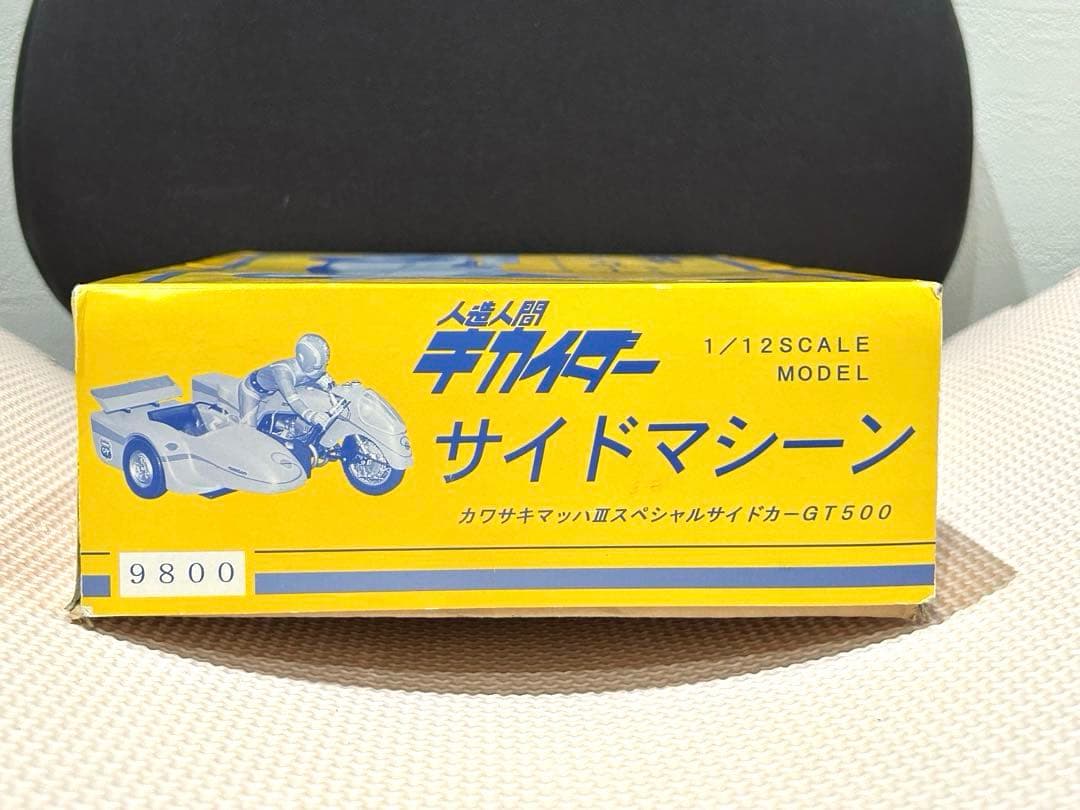 人造人間
キカイダー
1/12SCALE
MODEL
サイドマシーン
カワサキマッハⅢスペシャルサイドカーGT500
9800